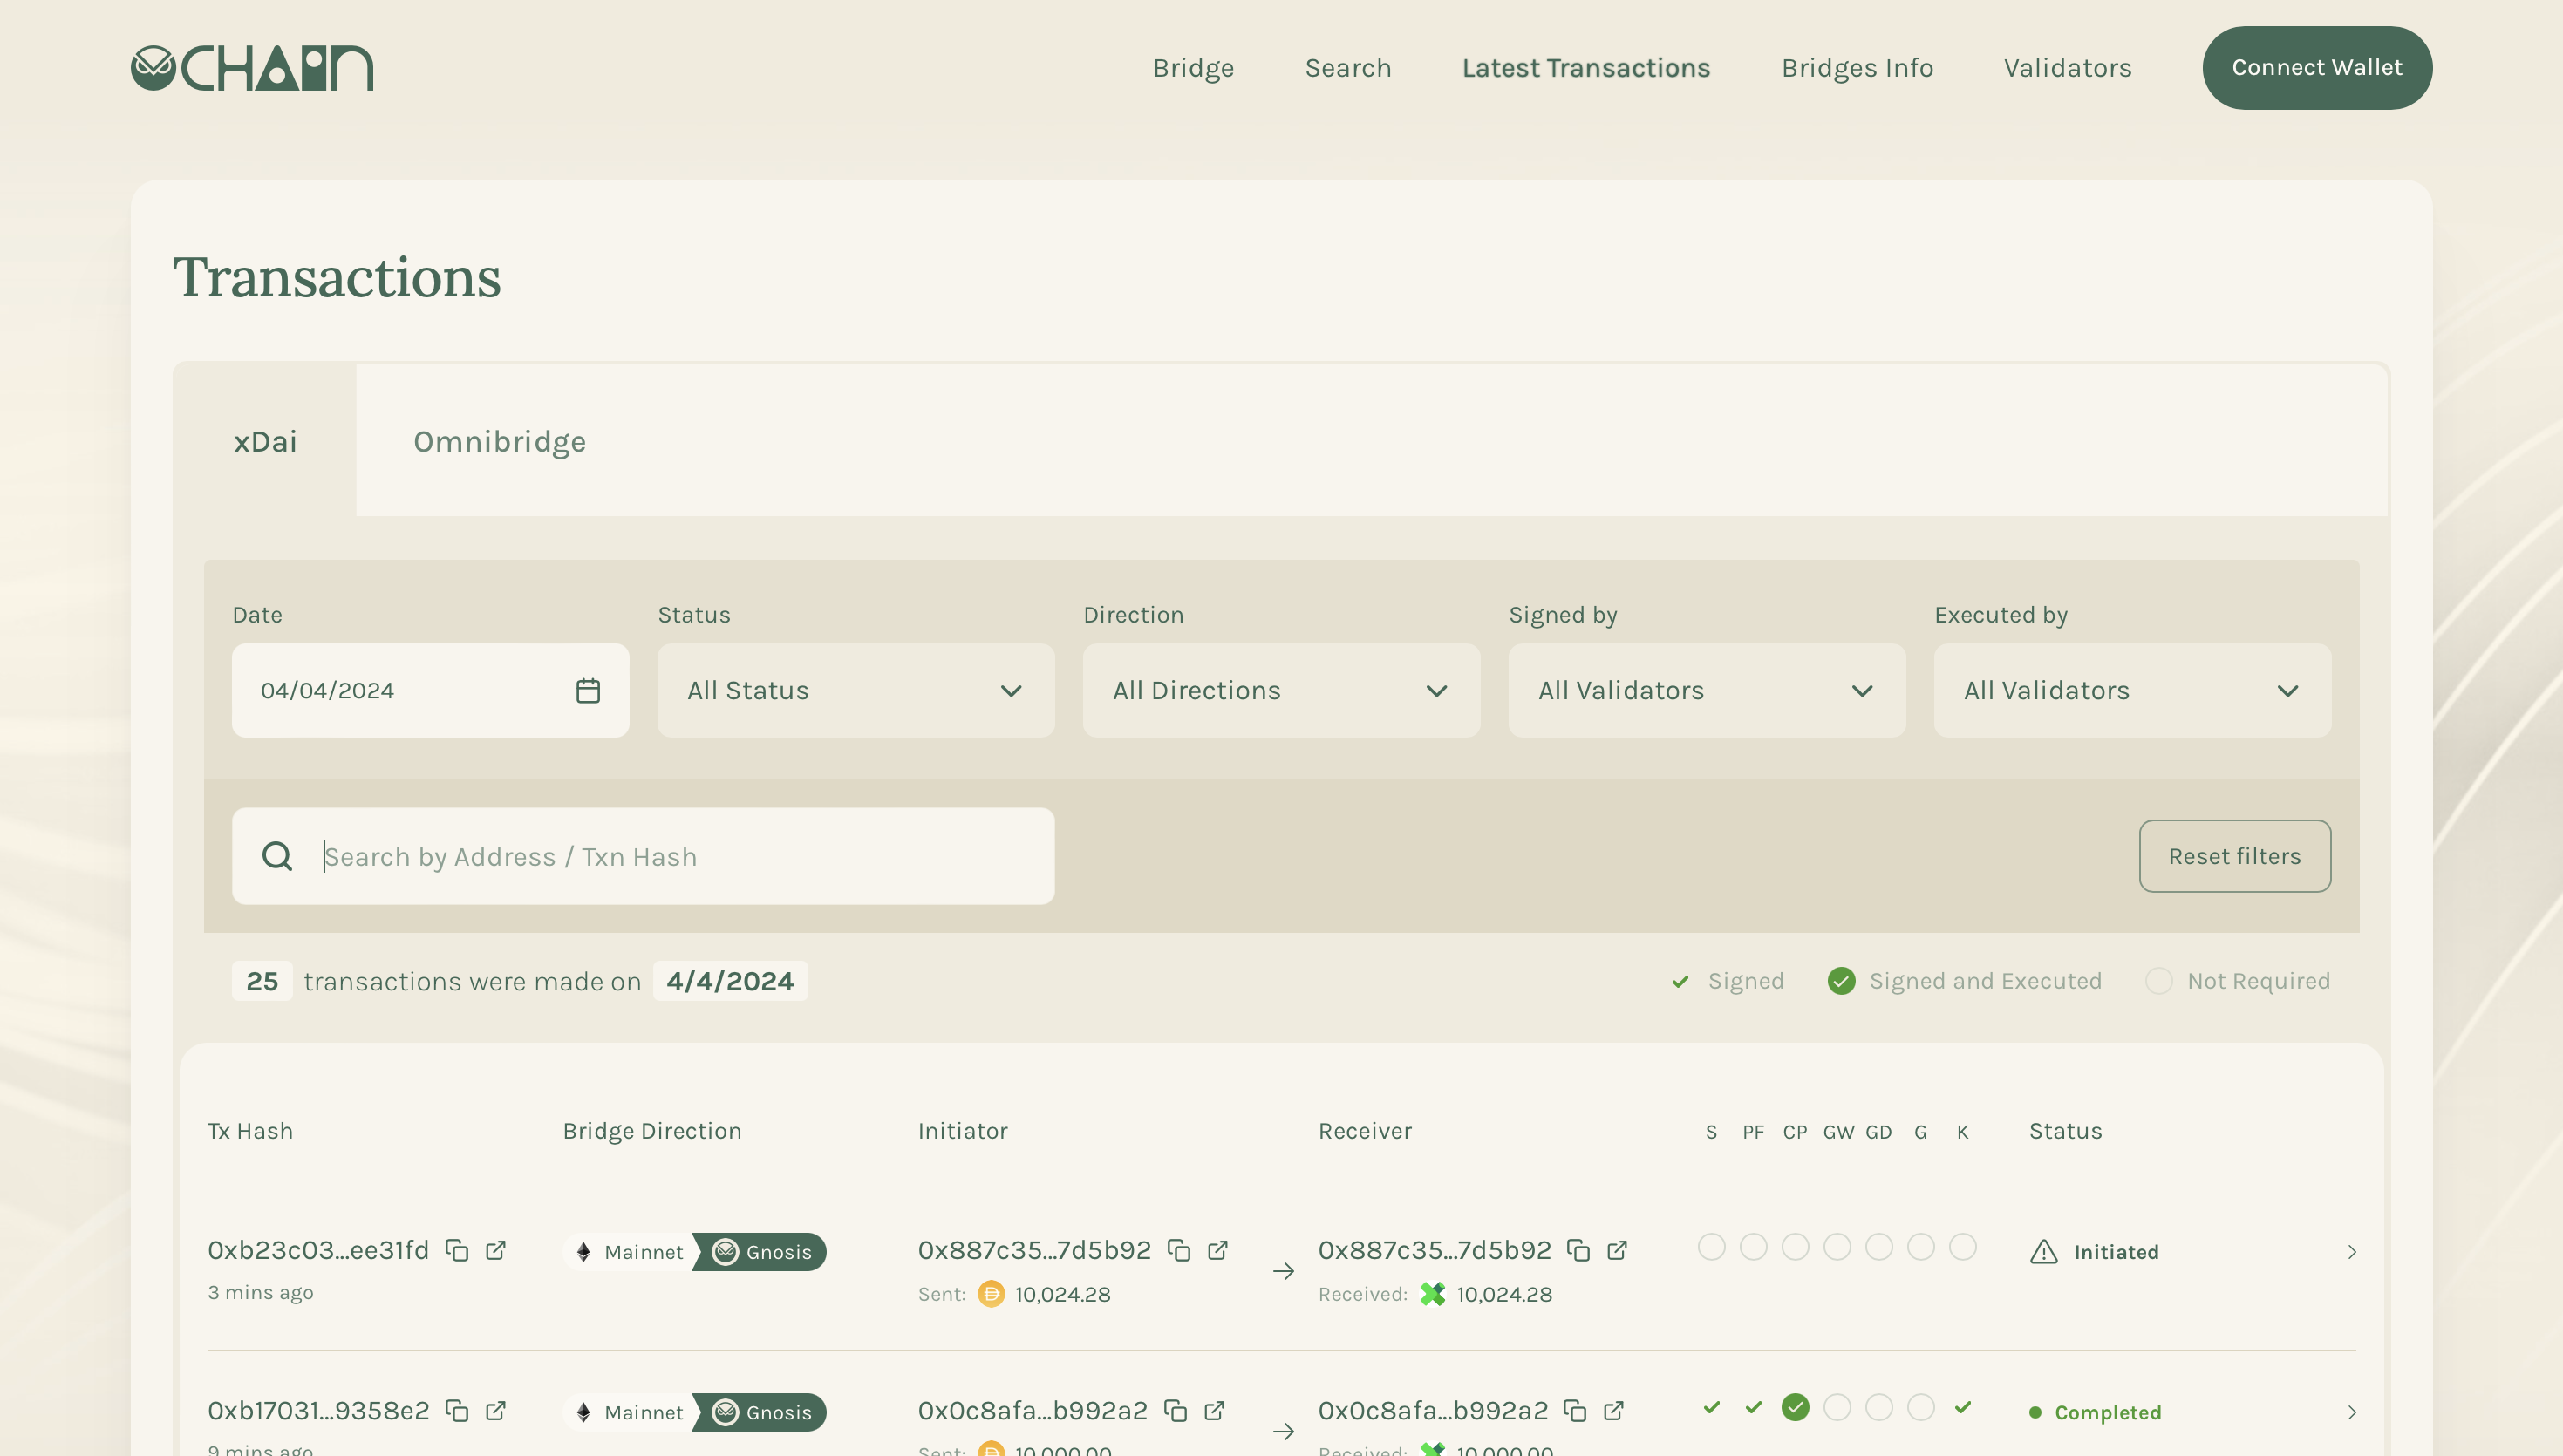 OCHAIN
Bridge Search Latest Transactions Bridges Info Validators Connect Wallet
Transactions
xDai Omnibridge
Date Status Direction Signed by Executed by
04/04/2024 All Status All Directions All Validators All Validators
Search by Address / Txn Hash Reset filters
25 transactions were made on 4/4/2024 Signed Signed and Executed Not Required
Tx Hash Bridge Direction Initiator Receiver S PF CP GW GD G K Status
0xb23c03...ee31fd Mainnet Gnosis 0x887c35...7d5b92 0x887c35...7d5b92 Initiated
3 mins ago Sent: 10,024.28 Received: 10,024.28
0xb17031...9358e2 Mainnet Gnosis 0x0c8afa...b992a2 0x0c8afa...b992a2 Completed
9 mins ago Sent: 10,000.00 Received: 10,000.00